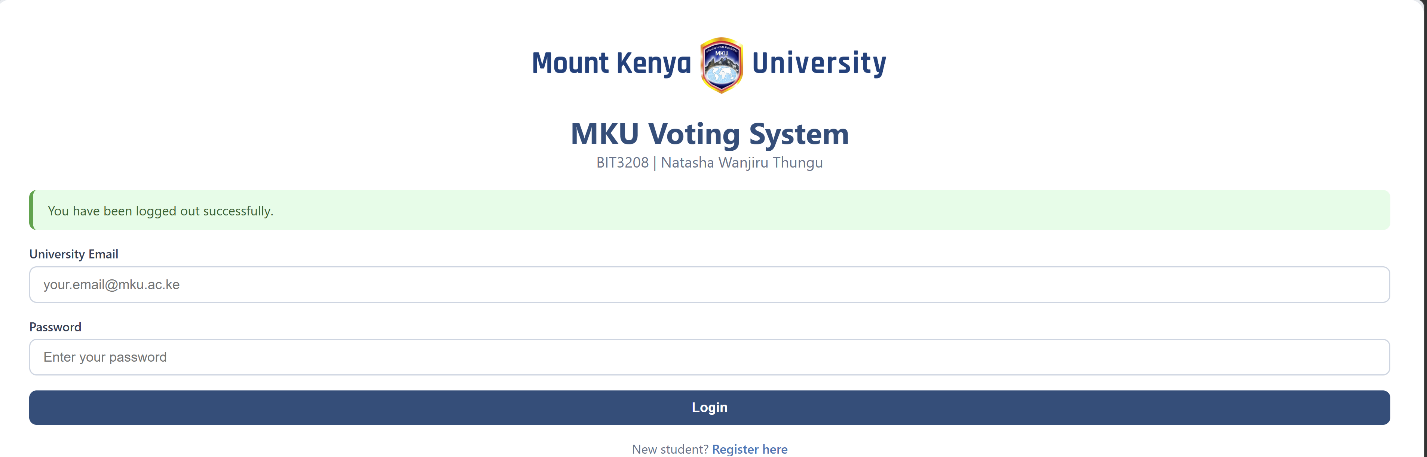 Mount Kenya MKU University
MKU Voting System
BIT3208 | Natasha Wanjiru Thungu
You have been logged out successfully.
University Email
your.email@mku.ac.ke
Password
Enter your password
Login
New student? Register here